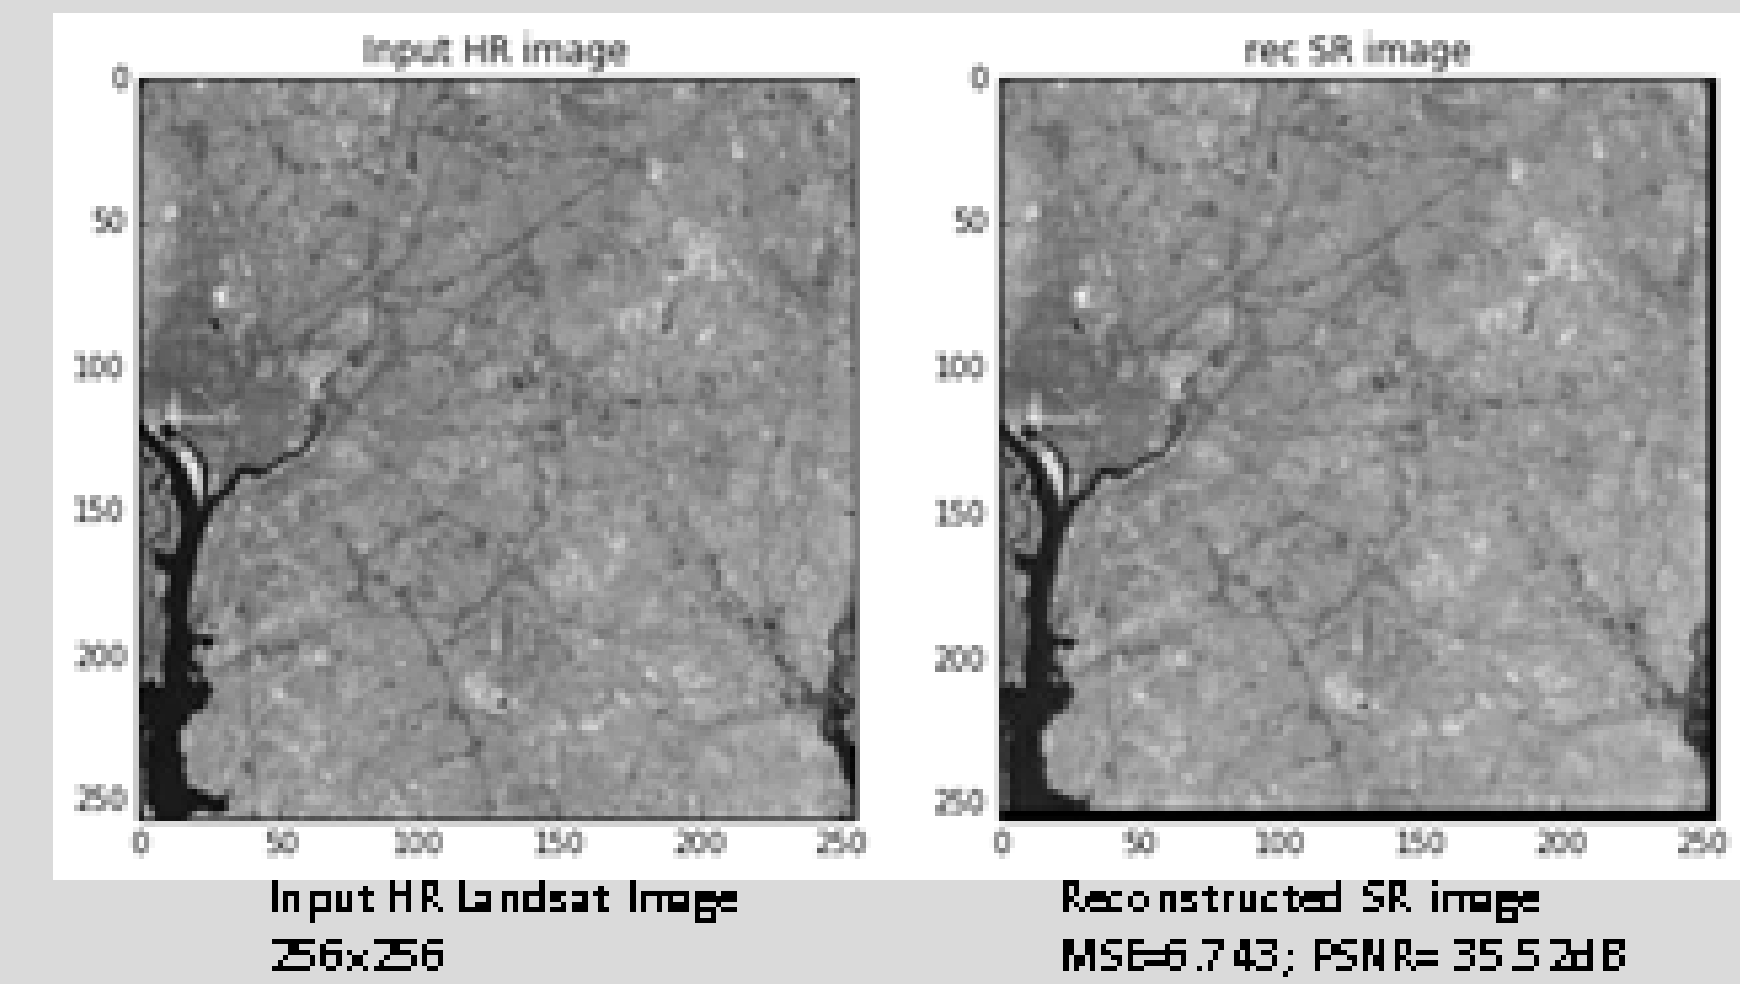 Input HR image
rec SR image
0
50
100
150
200
250
0 50 100 150 200 250
0
50
100
150
200
250
0 50 100 150 200 250
Input HR Landsat Image
256x256
Reconstructed SR image
MSE=6.743; PSNR= 35.52dB